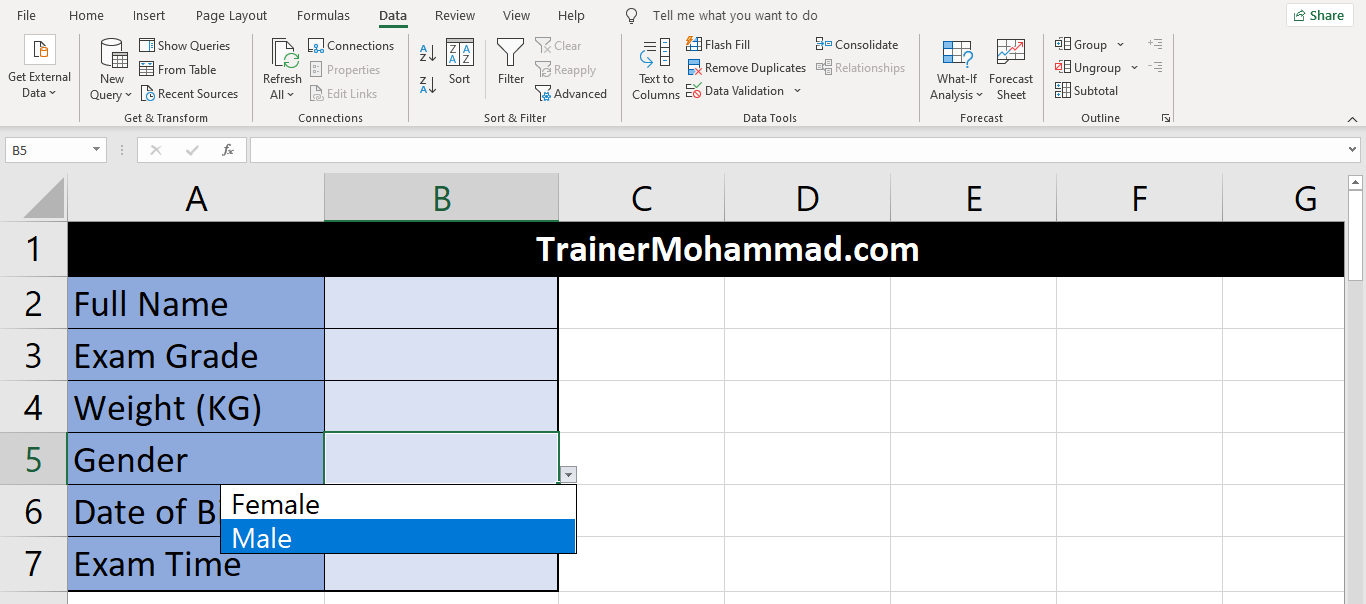 File Home Insert Page Layout Formulas Data Review View Help Tell me what you want to do Share
Get External Data
New Query
Show Queries
From Table
Recent Sources
Get & Transform
Refresh All
Connections
Properties
Edit Links
Connections
A Z
Z A
Z A A Z
Sort
Filter
Clear
Reapply
Advanced
Sort & Filter
Text to Columns
Flash Fill
Remove Duplicates
Data Validation
Consolidate
Relationships
Data Tools
What-If Analysis
Forecast Sheet
Forecast
Group
Ungroup
Subtotal
Outline
B5 fx
A B C D E F G
1 TrainerMohammad.com
2 Full Name
3 Exam Grade
4 Weight (KG)
5 Gender
Female
6 Date of B
Male
7 Exam Time